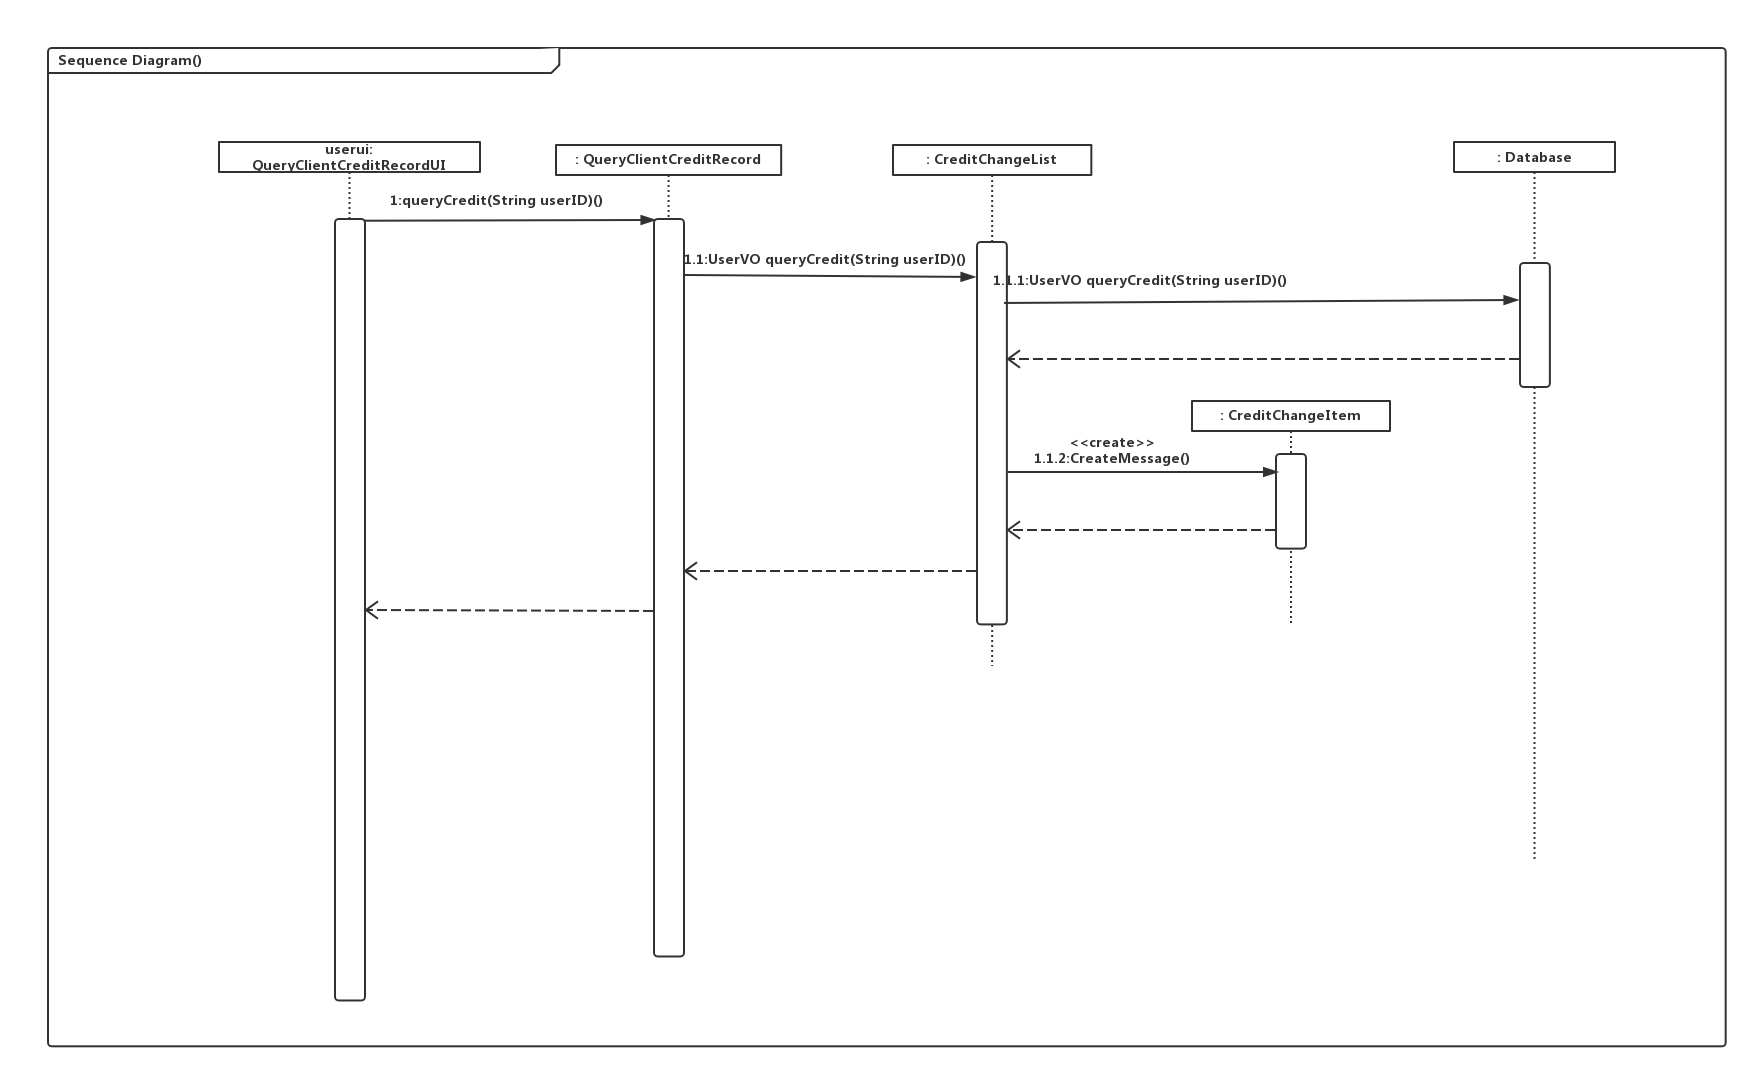 Sequence Diagram()
userui:
QueryClientCreditRecordUI
: QueryClientCreditRecord
: CreditChangeList
: Database
1:queryCredit(String userID)()
1.1:UserVO queryCredit(String userID)()
1.1.1:UserVO queryCredit(String userID)()
: CreditChangeItem
<<create>>
1.1.2:CreateMessage()